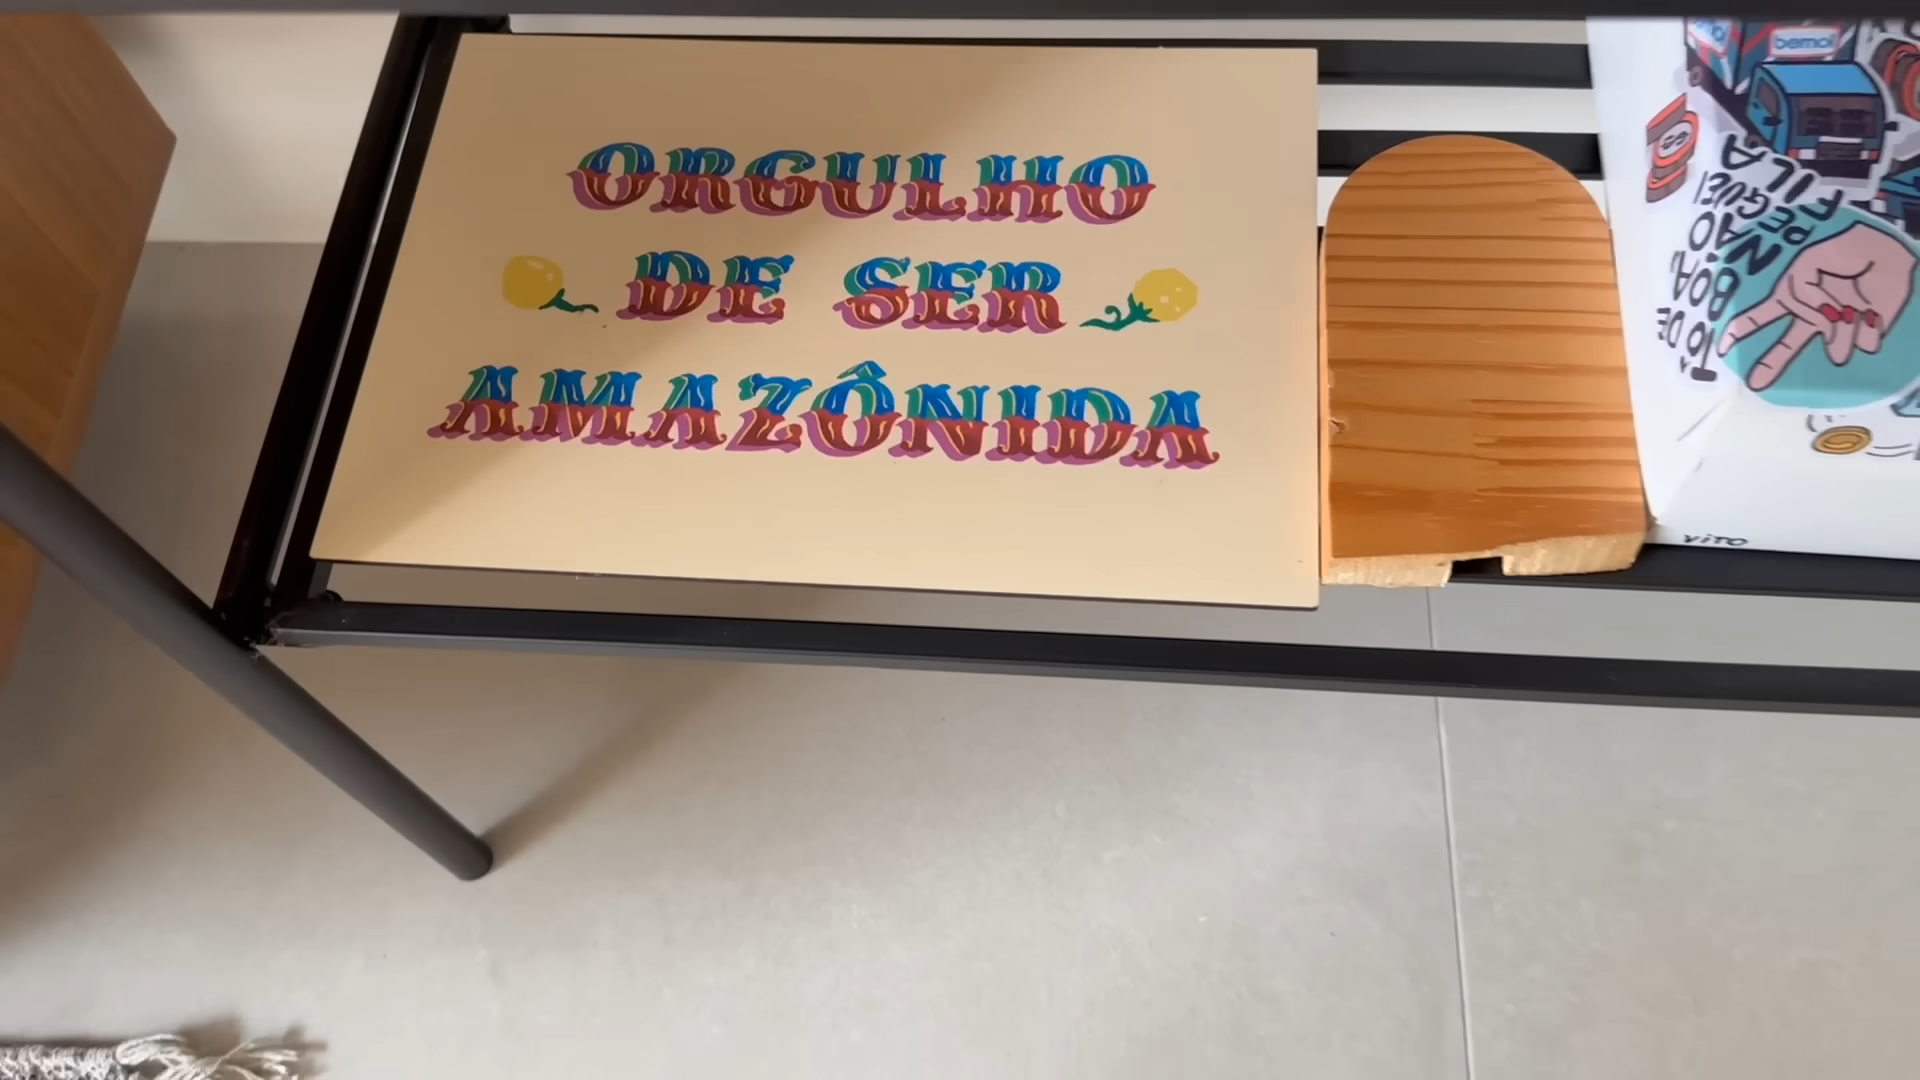 ORGULHO
DE SER
AMAZÔNIDA
bemol
TÔ DE
BOA,
NÃO
PEGUEI
FILA
VITO